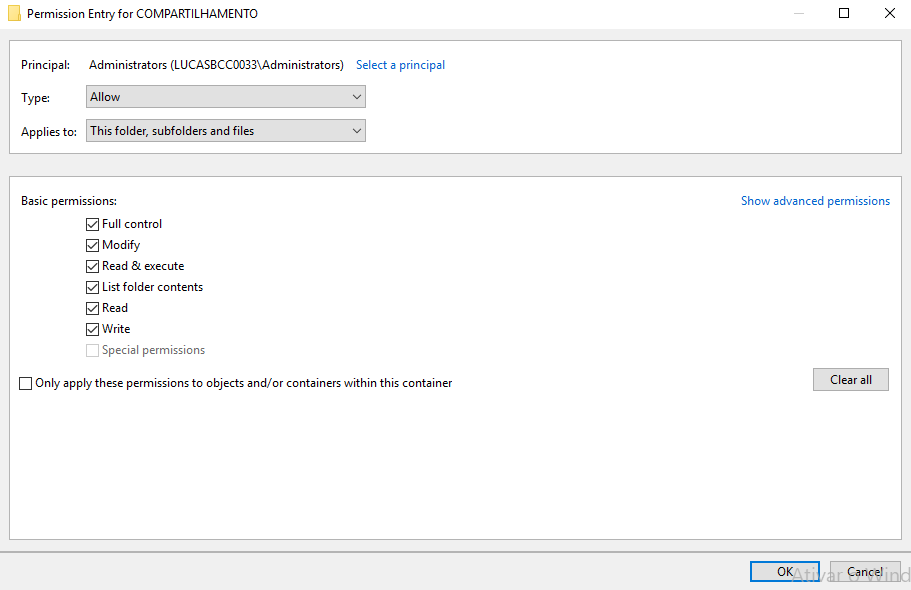 Permission Entry for COMPARTILHAMENTO
Principal: Administrators (LUCASBCC0033\Administrators) Select a principal
Type: Allow
Applies to: This folder, subfolders and files
Basic permissions: Show advanced permissions
Full control
Modify
Read & execute
List folder contents
Read
Write
Special permissions
Only apply these permissions to objects and/or containers within this container
Clear all
OK Cancel
Ativar o Wind